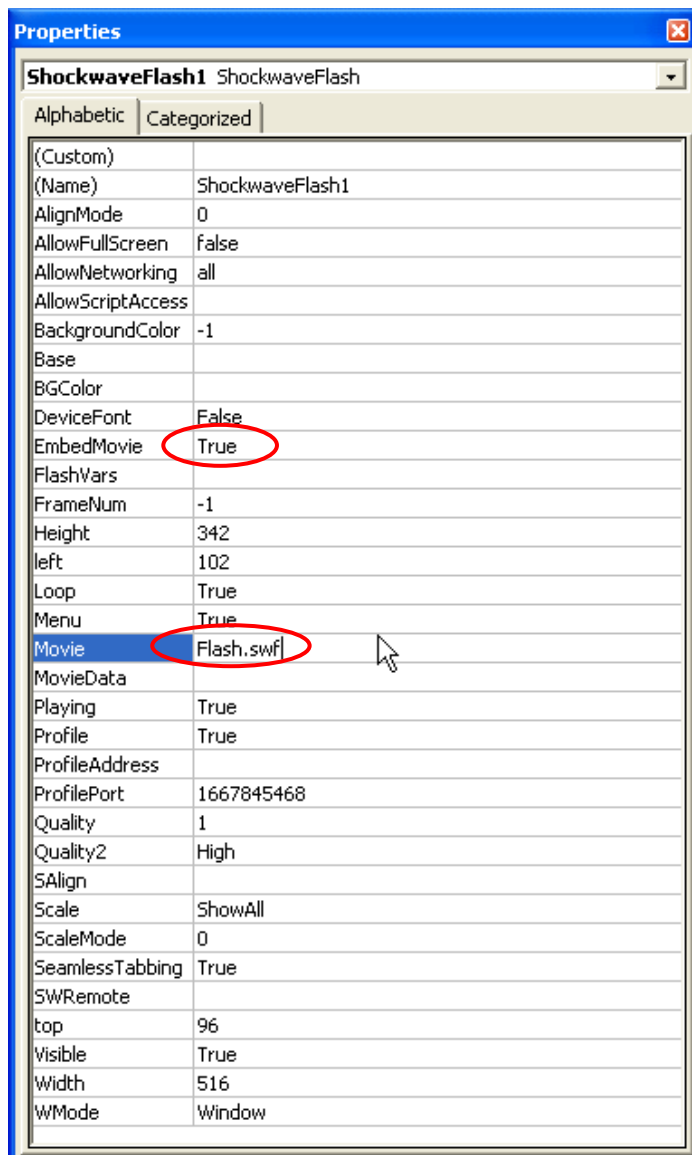 Properties
ShockwaveFlash1 ShockwaveFlash
Alphabetic Categorized
(Custom)
(Name) ShockwaveFlash1
AlignMode 0
AllowFullScreen false
AllowNetworking all
AllowScriptAccess
BackgroundColor -1
Base
BGColor
DeviceFont False
EmbedMovie True
FlashVars
FrameNum -1
Height 342
left 102
Loop True
Menu True
Movie Flash.swf
MovieData
Playing True
Profile True
ProfileAddress
ProfilePort 1667845468
Quality 1
Quality2 High
SAlign
Scale ShowAll
ScaleMode 0
SeamlessTabbing True
SWRemote
top 96
Visible True
Width 516
WMode Window